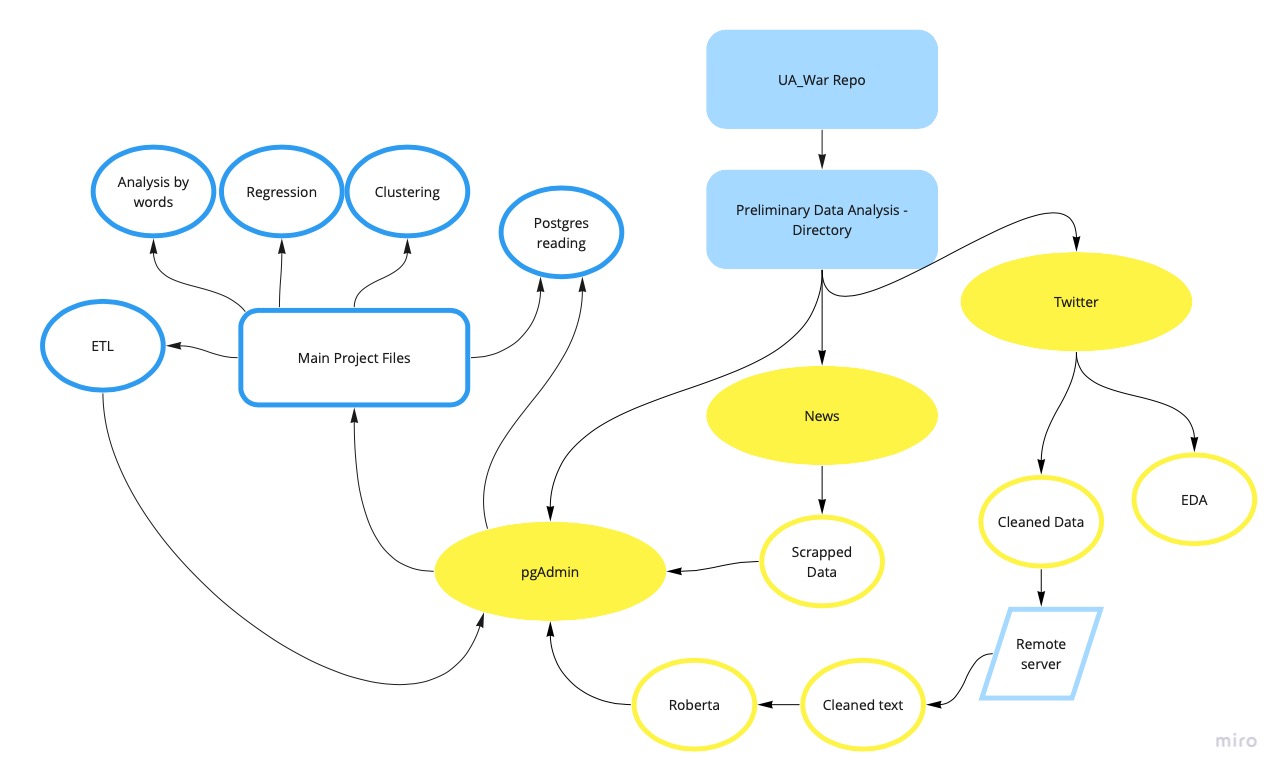 UA_War Repo
Preliminary Data Analysis -
Directory
Analysis by
words
Regression
Clustering
Postgres
reading
Twitter
ETL
Main Project Files
News
Cleaned Data
EDA
Scrapped
Data
pgAdmin
Remote
server
Roberta
Cleaned text
miro